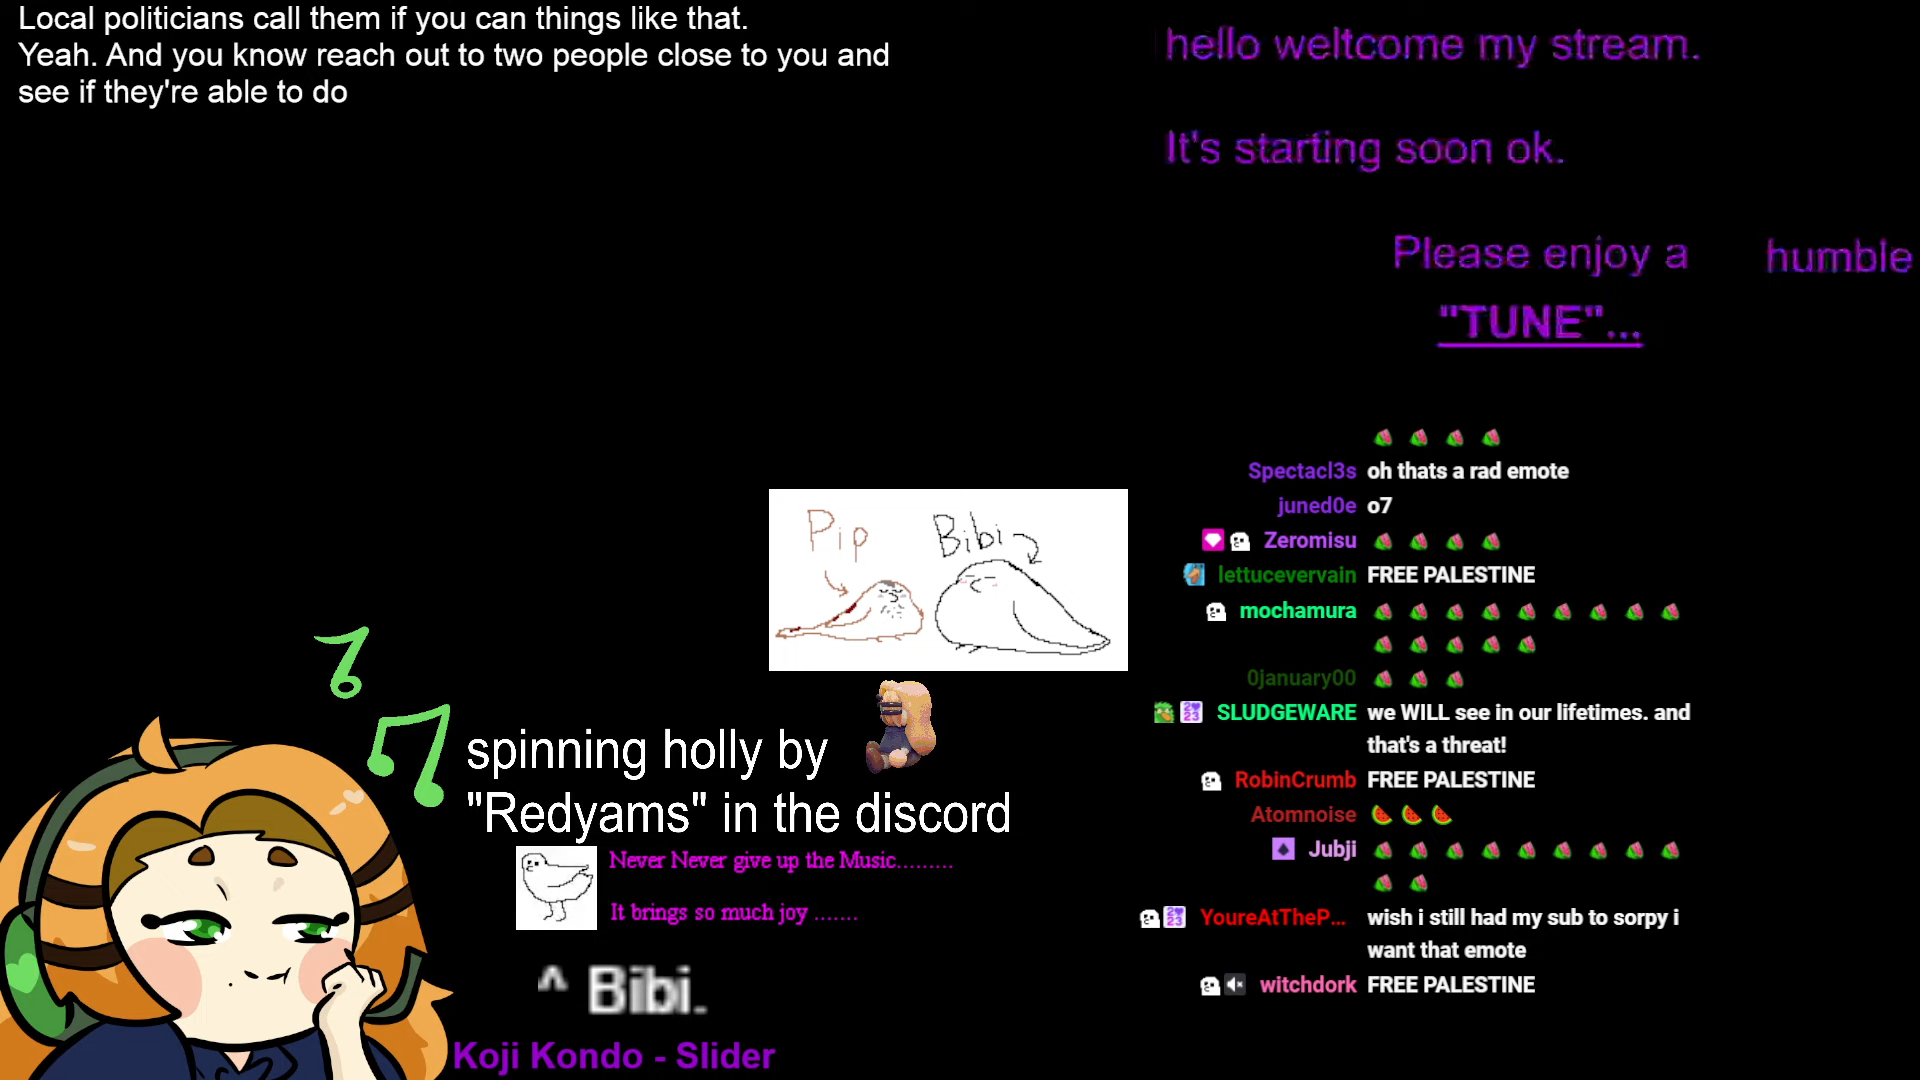 Local politicians call them if you can things like that.
Yeah. And you know reach out to two people close to you and
see if they're able to do
hello weltcome my stream.
It's starting soon ok.
Please enjoy a humble
"TUNE"...
Spectacl3s oh thats a rad emote
juned0e o7
Zeromisu
lettucevervain FREE PALESTINE
mochamura
0january00
SLUDGEWARE we WILL see in our lifetimes. and
that's a threat!
RobinCrumb FREE PALESTINE
Atomnoise
Jubji
YoureAtTheP... wish i still had my sub to sorpy i
want that emote
witchdork FREE PALESTINE
Pip Bibi
spinning holly by
"Redyams" in the discord
Never Never give up the Music.........
It brings so much joy .......
^ Bibi.
Koji Kondo - Slider